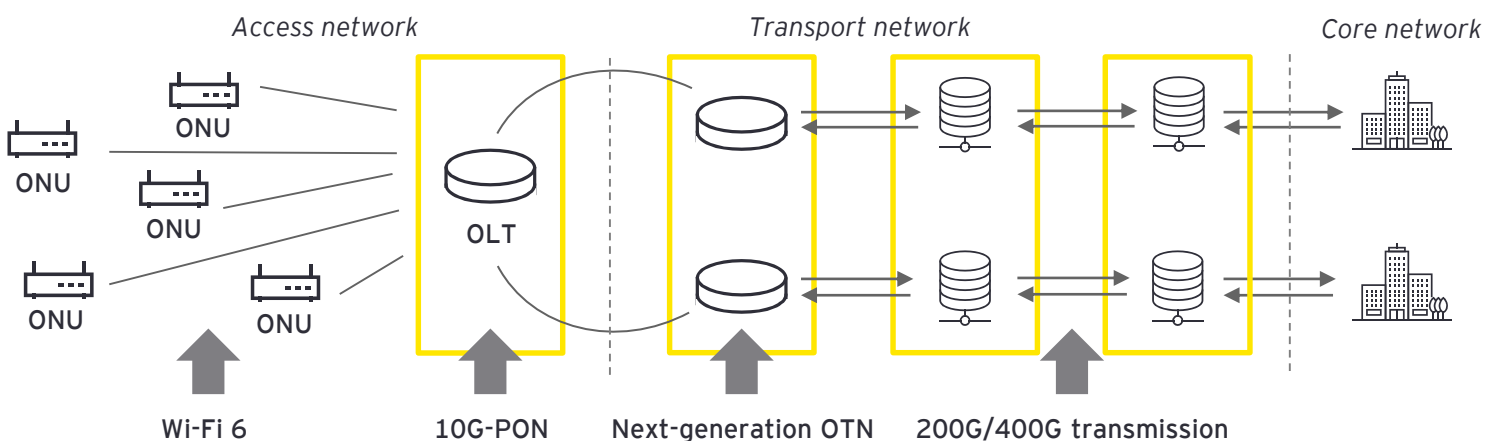 Access network
Transport network
Core network
ONU
ONU
ONU
OLT
ONU
ONU
Wi-Fi 6
10G-PON
Next-generation OTN
200G/400G transmission